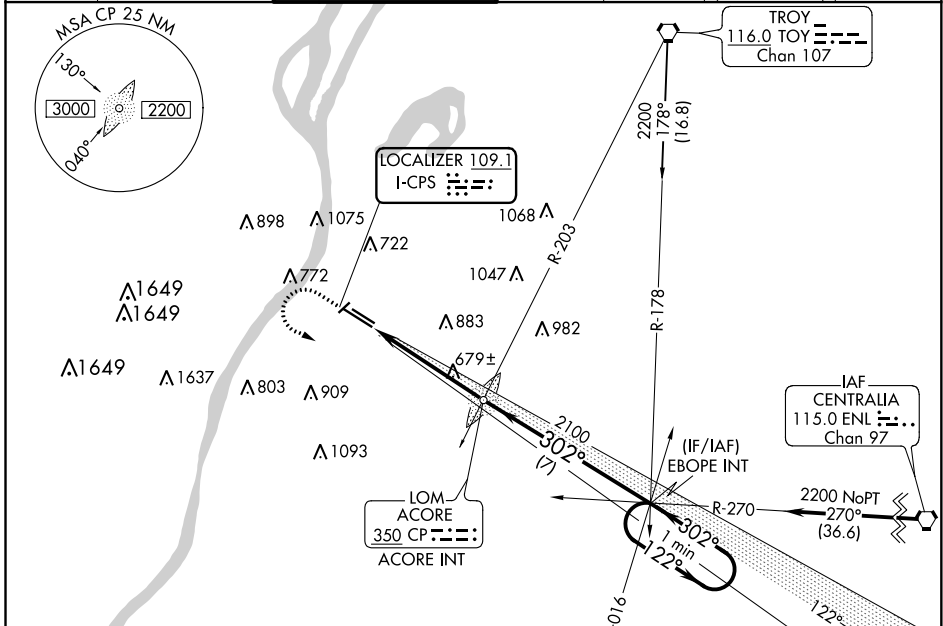 MSA CP 25 NM
130°
3000
2200
040°
TROY
116.0 TOY
Chan 107
2200
178°
(16.8)
LOCALIZER 109.1
I-CPS
898
1075
1068
722
R-203
772
1047
R-178
1649
1649
883
982
679±
1649
1637
803
909
IAF
CENTRALIA
115.0 ENL
Chan 97
2100
302°
(7)
(IF/IAF)
EBOPE INT
1093
LOM
ACORE
350 CP
ACORE INT
R-270
2200 NoPT
270°
(36.6)
302°
1 min
122°
-016
122°